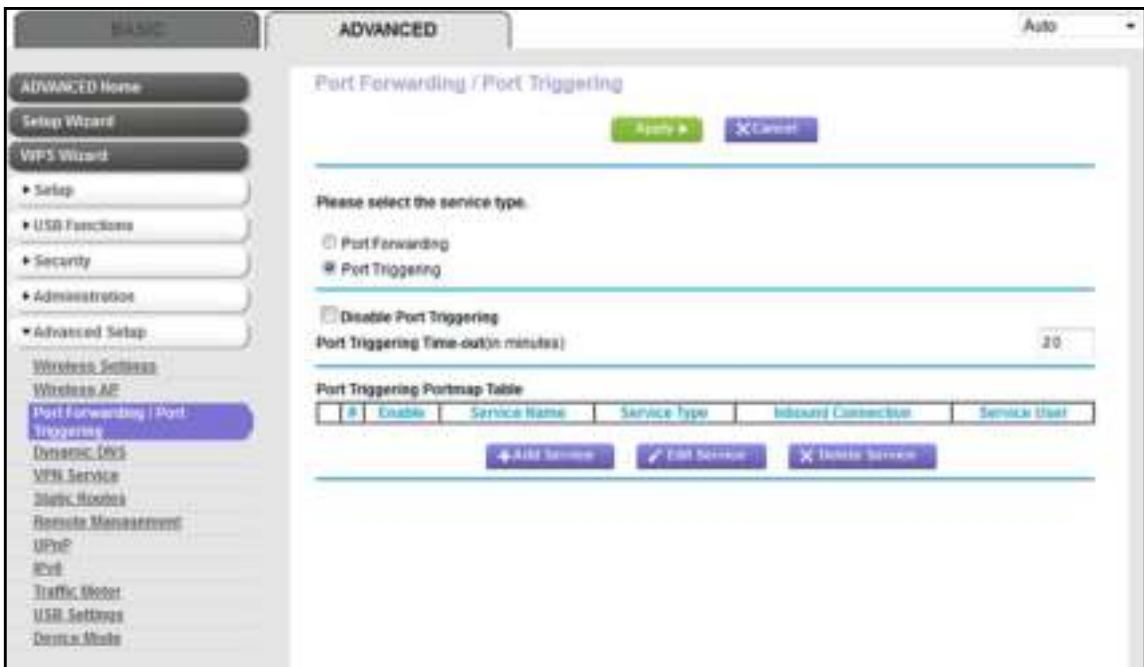 BASIC
ADVANCED
Auto
ADVANCED Home
Setup Wizard
WPS Wizard
Setup
USB Functions
Security
Administration
Advanced Setup
Wireless Settings
Wireless AP
Port Forwarding / Port
Triggering
Dynamic DNS
VPN Service
Static Routes
Remote Management
UPnP
IPv6
Traffic Meter
USB Settings
Device Mode
Port Forwarding / Port Triggering
Apply
Cancel
Please select the service type.
Port Forwarding
Port Triggering
Disable Port Triggering
Port Triggering Time-out(in minutes) 20
Port Triggering Portmap Table
# Enable Service Name Service Type Inbound Connection Service User
Add Service Edit Service Delete Service